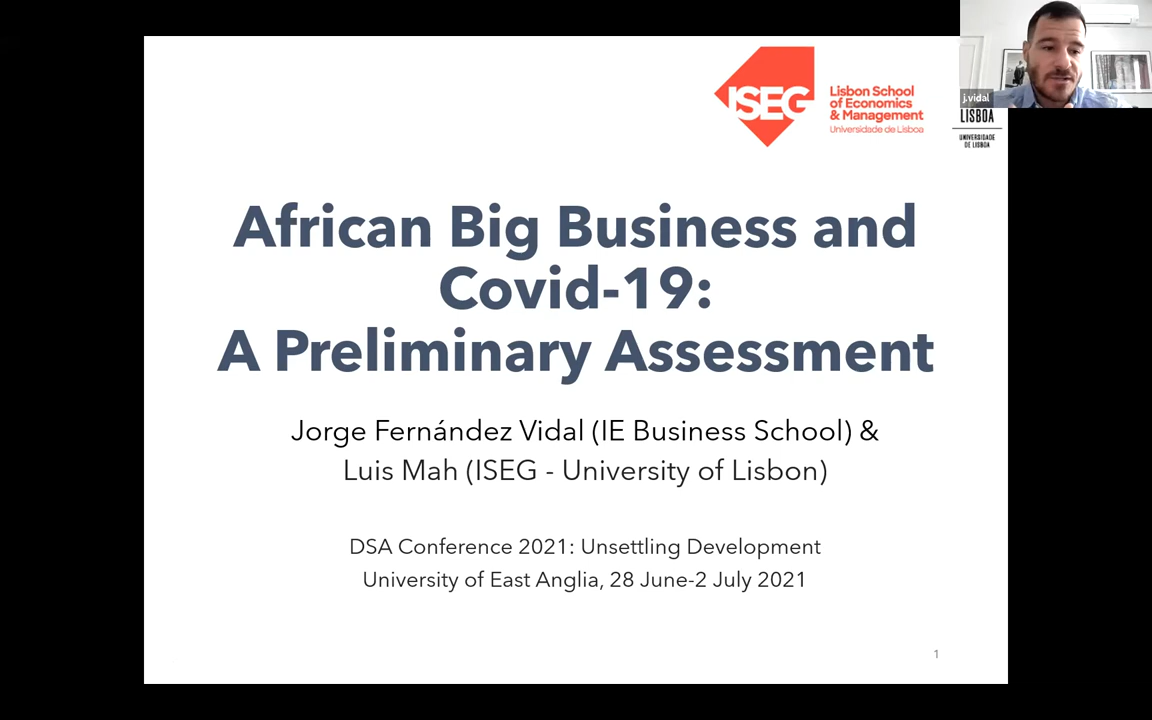 j.vidal
ISEG
Lisbon School
of Economics
& Management
Universidade de Lisboa
LISBOA
UNIVERSIDADE
DE LISBOA
African Big Business and
Covid-19:
A Preliminary Assessment
Jorge Fernández Vidal (IE Business School) &
Luis Mah (ISEG - University of Lisbon)
DSA Conference 2021: Unsettling Development
University of East Anglia, 28 June-2 July 2021
1